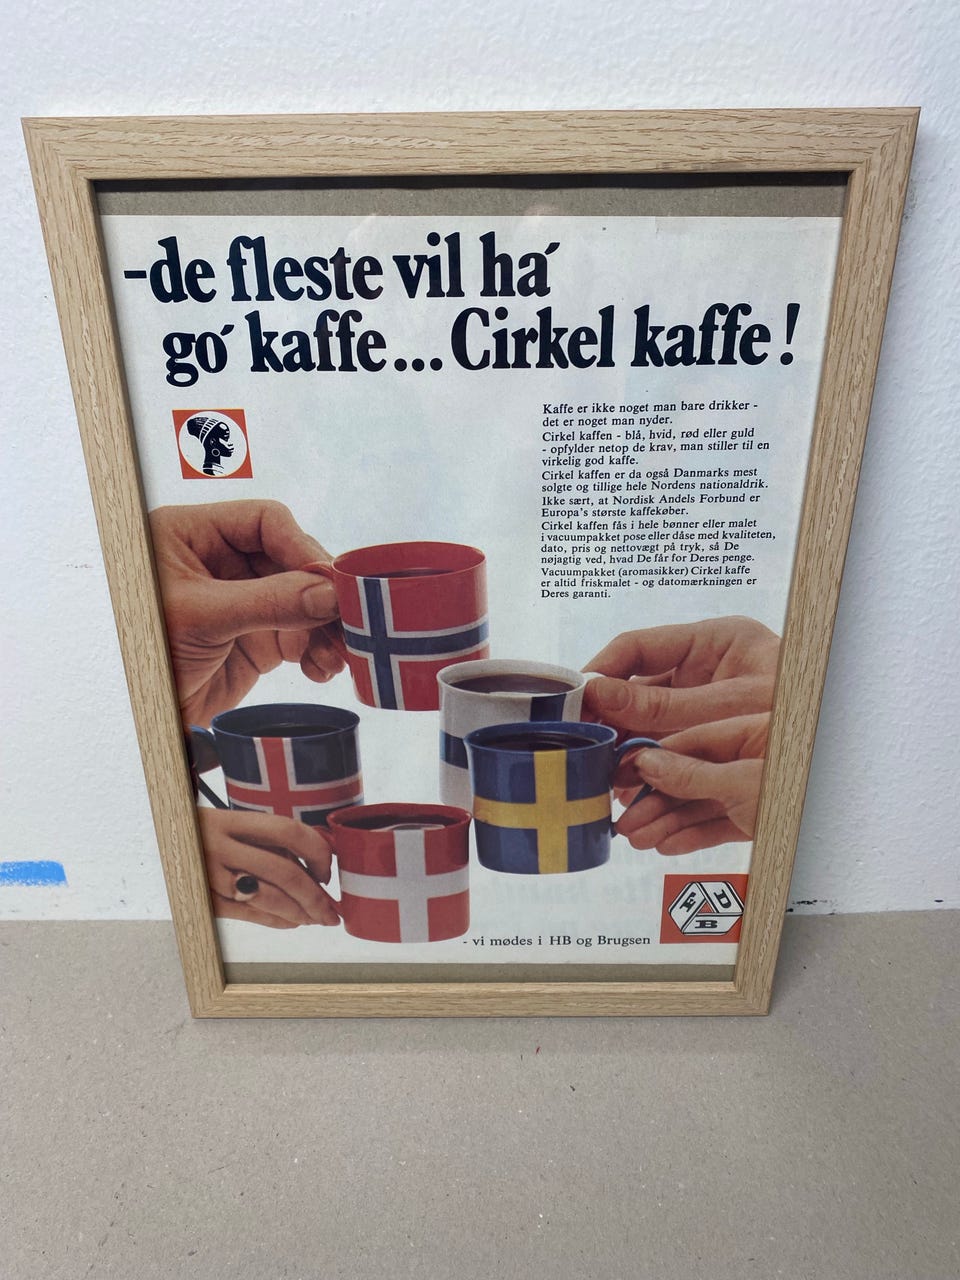 -de fleste vil ha´
go´ kaffe... Cirkel kaffe!
Kaffe er ikke noget man bare drikker -
det er noget man nyder.
Cirkel kaffen - blå, hvid, rød eller guld
- opfylder netop de krav, man stiller til en
virkelig god kaffe.
Cirkel kaffen er da også Danmarks mest
solgte og tillige hele Nordens nationaldrik.
Ikke sært, at Nordisk Andels Forbund er
Europa's største kaffekøber.
Cirkel kaffen fås i hele bønner eller malet
i vacuumpakket pose eller dåse med kvaliteten,
dato, pris og nettovægt på tryk, så De
nøjagtig ved, hvad De får for Deres penge.
Vacuumpakket (aromasikker) Cirkel kaffe
er altid friskmalet - og datomærkningen er
Deres garanti.
- vi mødes i HB og Brugsen
FDB